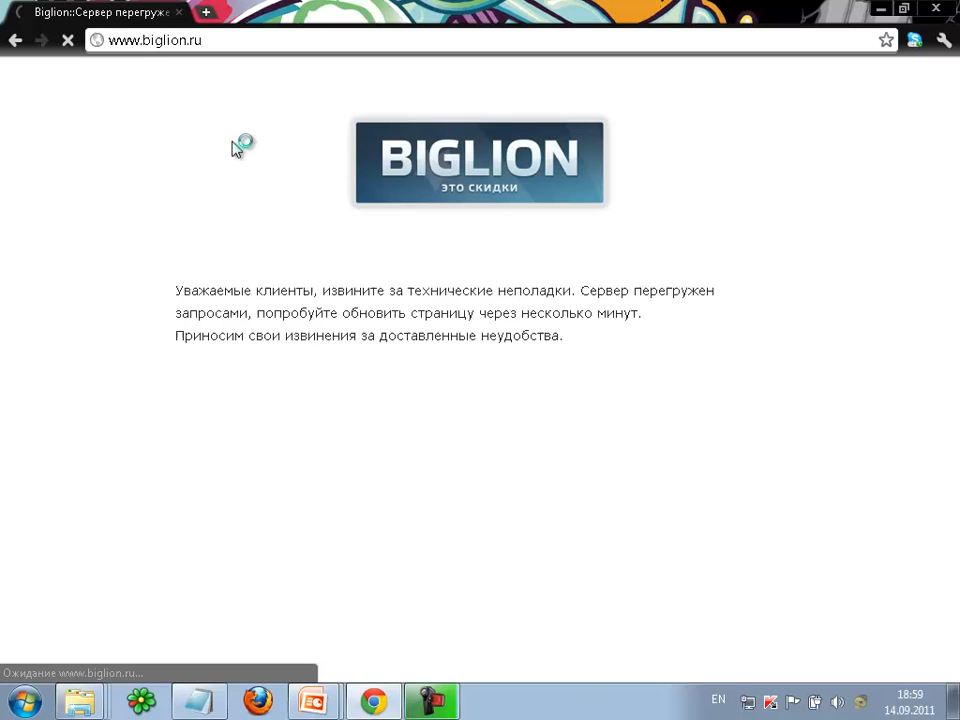 Biglion::Сервер перегруже
www.biglion.ru
BIGLION
это скидки
Уважаемые клиенты, извините за технические неполадки. Сервер перегружен
запросами, попробуйте обновить страницу через несколько минут.
Приносим свои извинения за доставленные неудобства.
Ожидание www.biglion.ru...
EN
18:59
14.09.2011